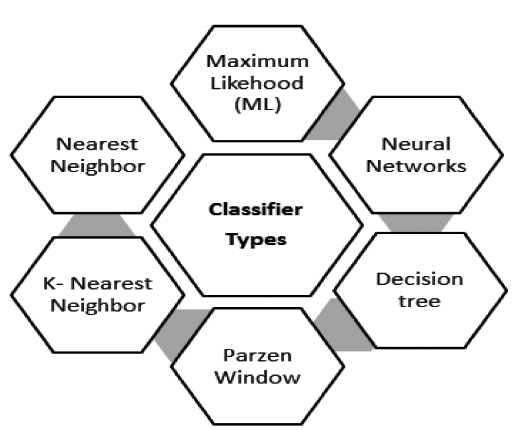 Maximum
Likehood
(ML)
Neural
Networks
Decision
tree
Parzen
Window
K- Nearest
Neighbor
Nearest
Neighbor
Classifier
Types